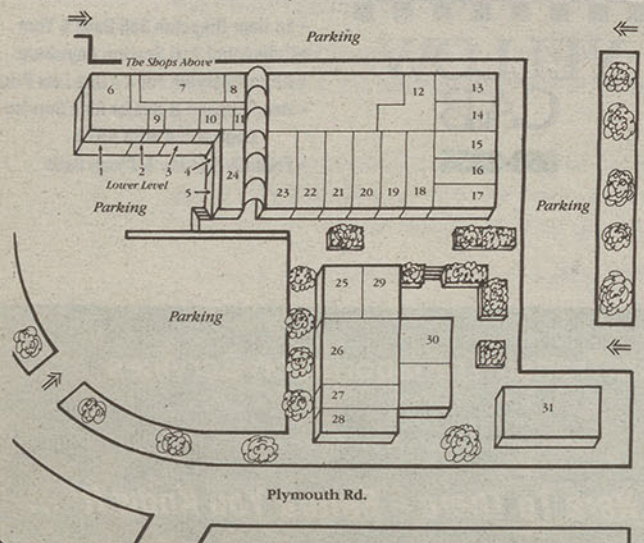 Parking
The Shops Above
6 7 8 12 13
9 10 11 14
15
1 2 3 4 16
Lower Level 5 24 23 22 21 20 19 18 17
Parking
Parking
25 29
Parking
26 30
27
28 31
Plymouth Rd.